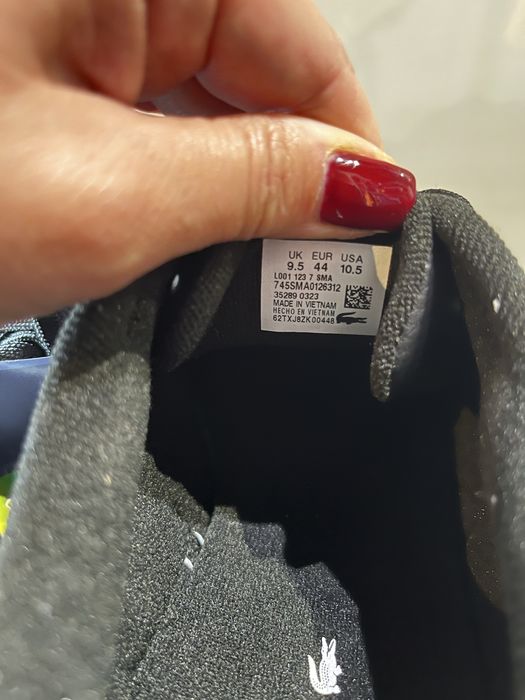 UK EUR USA
9.5 44 10.5
L001 123 7 SMA
745SMA0126312
35289 0323
MADE IN VIETNAM
HECHO EN VIETNAM
62TXJ8ZK00448